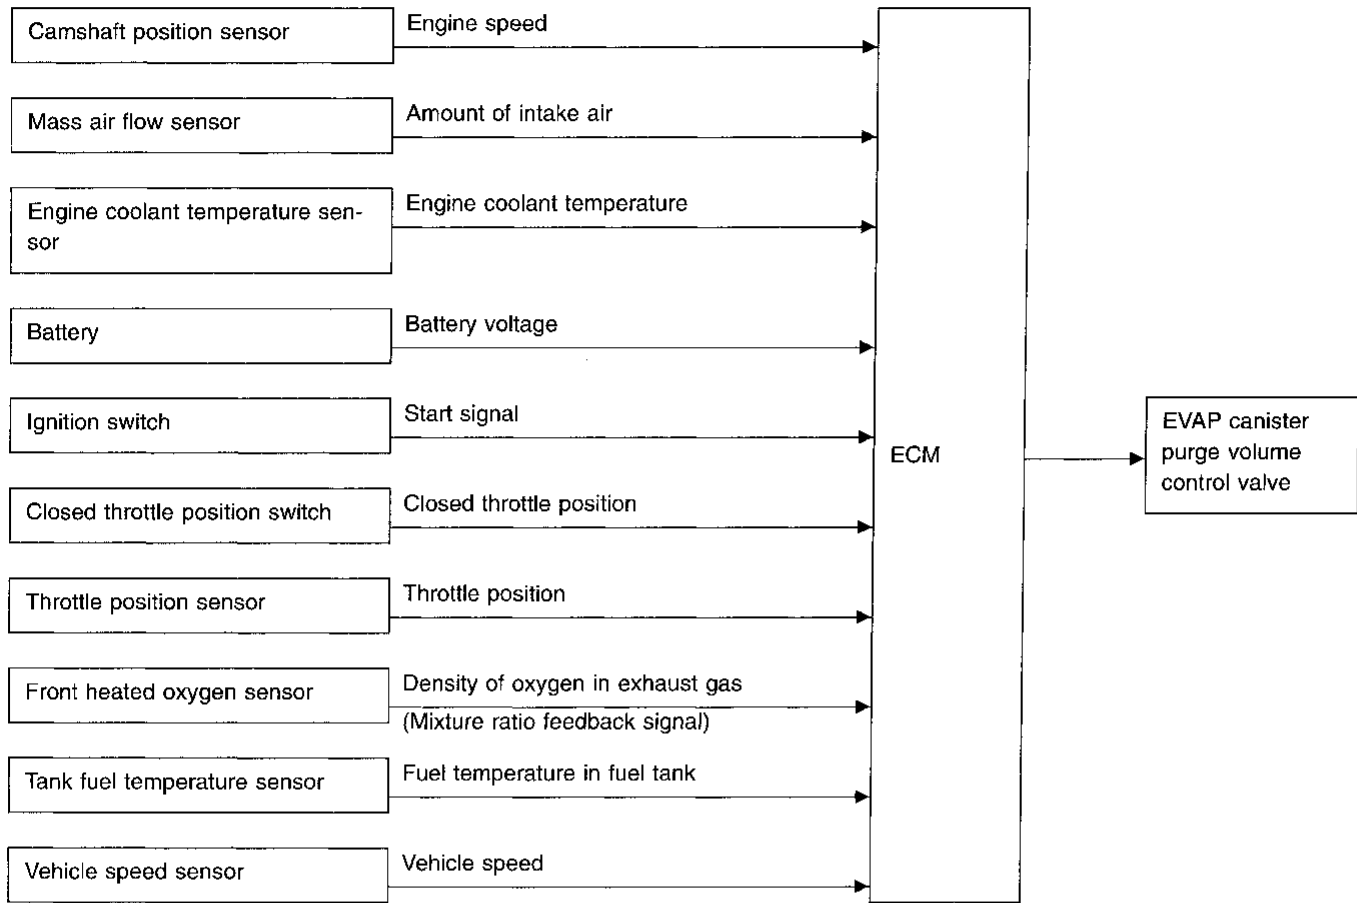 Camshaft position sensor
Engine speed
Mass air flow sensor
Amount of intake air
Engine coolant temperature sen-
sor
Engine coolant temperature
Battery
Battery voltage
Ignition switch
Start signal
Closed throttle position switch
Closed throttle position
Throttle position sensor
Throttle position
Front heated oxygen sensor
Density of oxygen in exhaust gas
(Mixture ratio feedback signal)
Tank fuel temperature sensor
Fuel temperature in fuel tank
Vehicle speed sensor
Vehicle speed
ECM
EVAP canister
purge volume
control valve